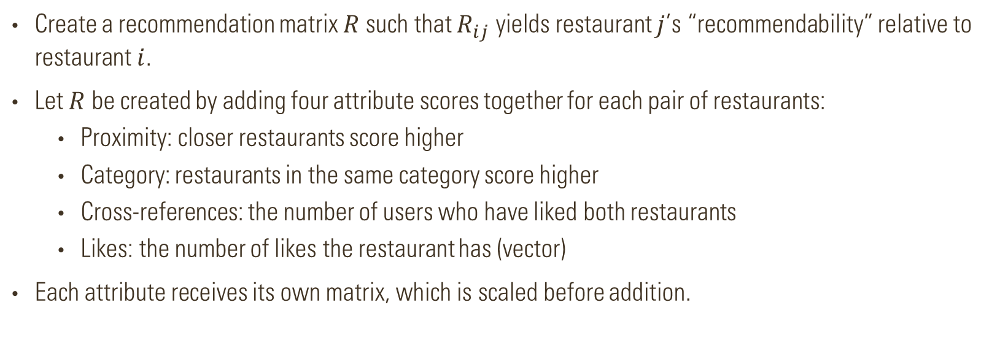 • Create a recommendation matrix R such that R_{ij} yields restaurant j's “recommendability” relative to
restaurant i.
• Let R be created by adding four attribute scores together for each pair of restaurants:
• Proximity: closer restaurants score higher
• Category: restaurants in the same category score higher
• Cross-references: the number of users who have liked both restaurants
• Likes: the number of likes the restaurant has (vector)
• Each attribute receives its own matrix, which is scaled before addition.